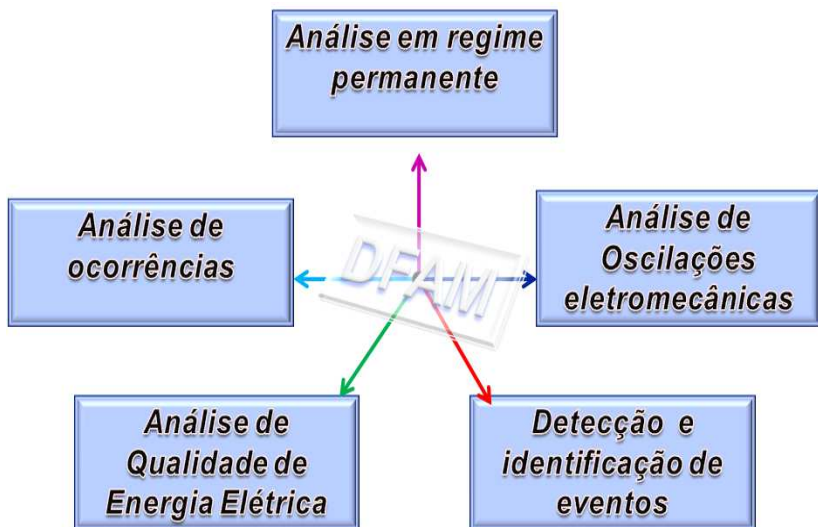 Análise em regime
permanente
Análise de
ocorrências
DFAM
Análise de
Oscilações
eletromecânicas
Análise de
Qualidade de
Energia Elétrica
Detecção e
identificação de
eventos